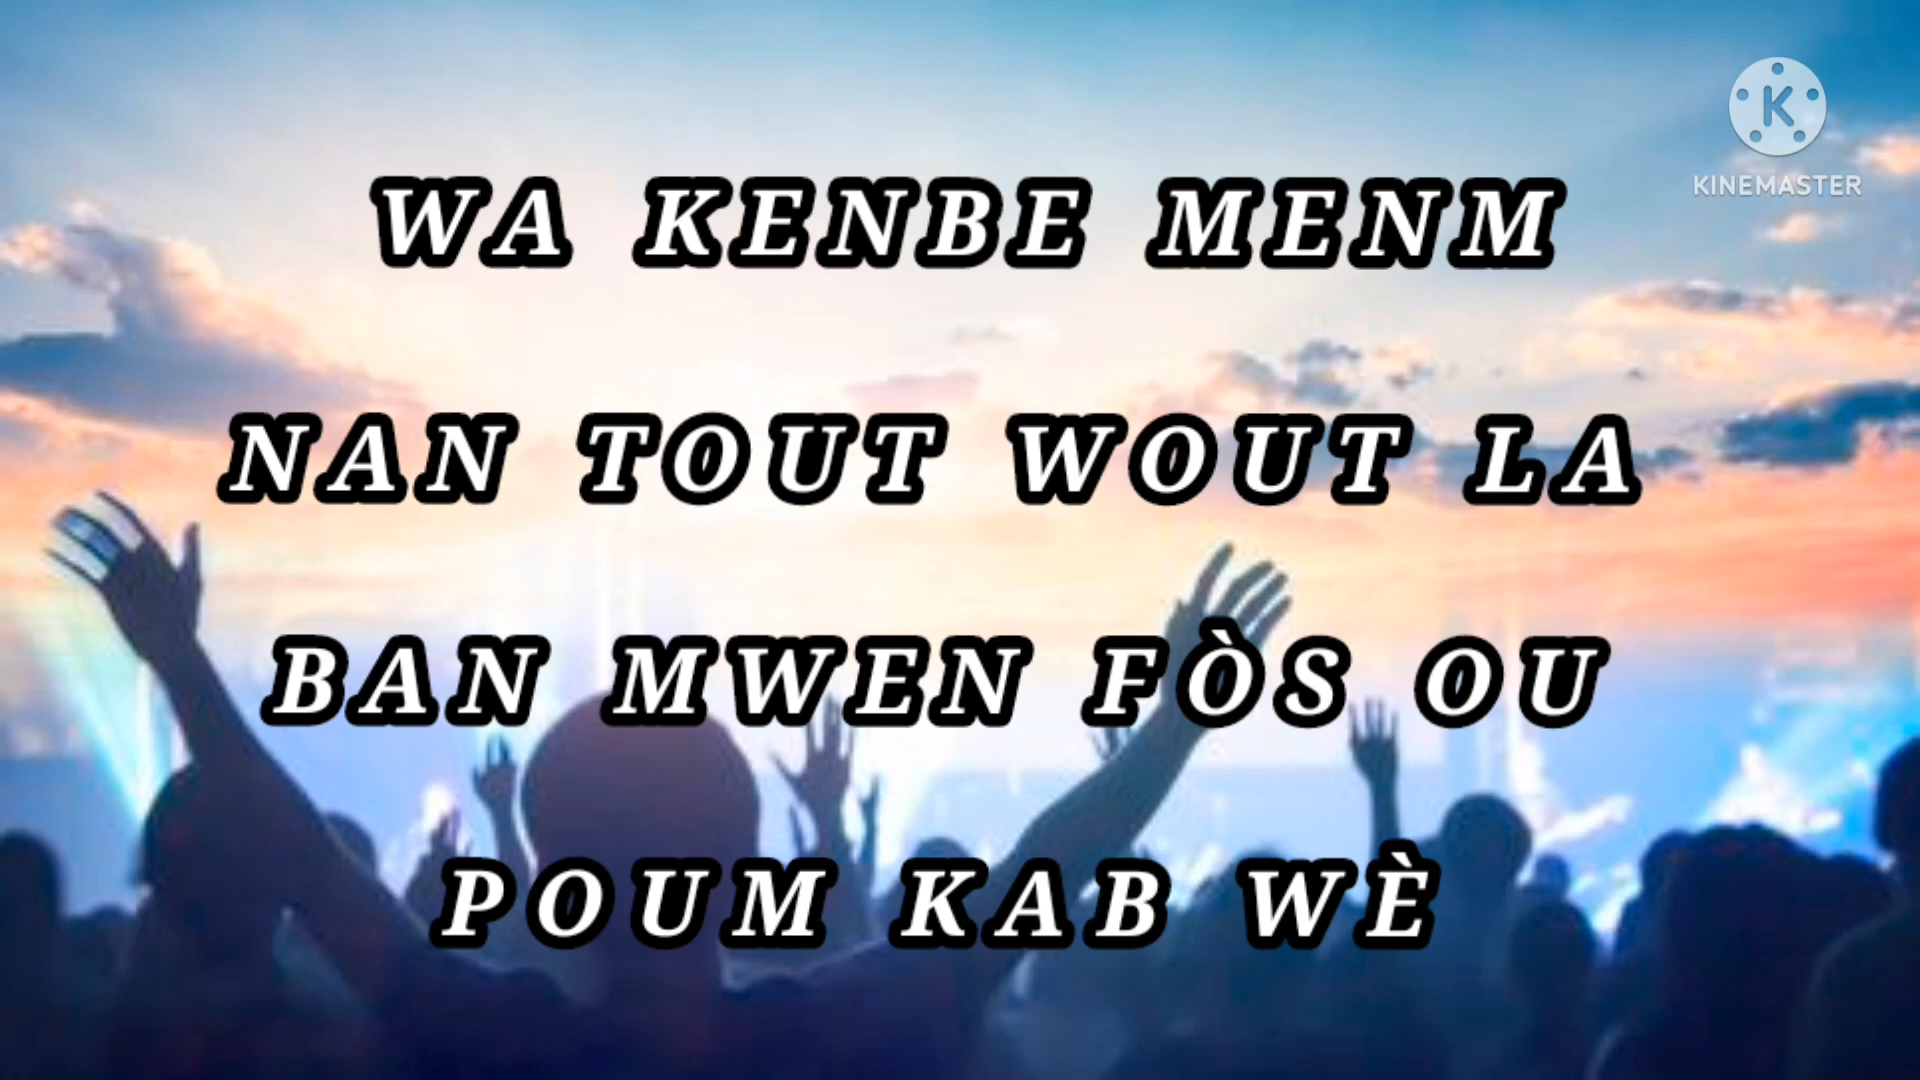 WA KENBE MENM
NAN TOUT WOUT LA
BAN MWEN FÒS OU
POUM KAB WÈ
K
KINEMASTER